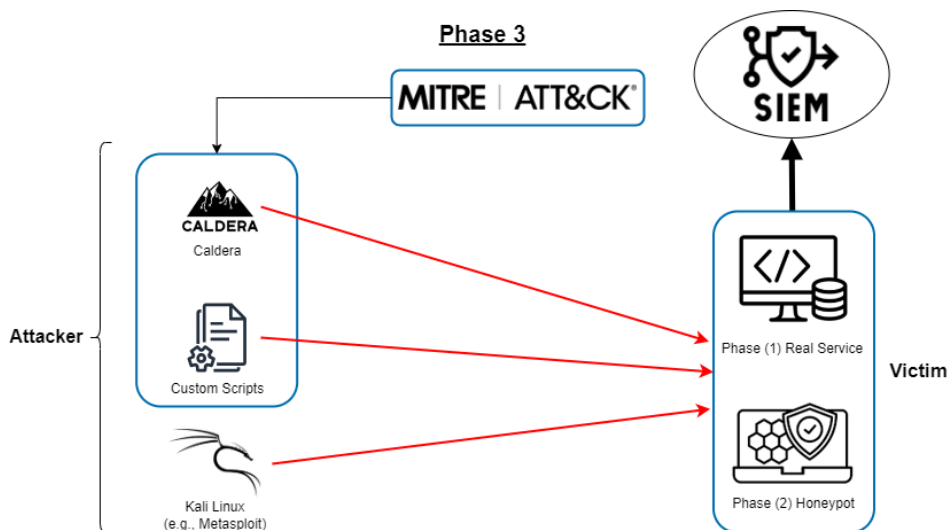 Phase 3
MITRE | ATT&CK®
SIEM
Attacker
CALDERA
Caldera
Custom Scripts
Kali Linux
(e.g., Metasploit)
</>
Phase (1) Real Service
Victim
Phase (2) Honeypot